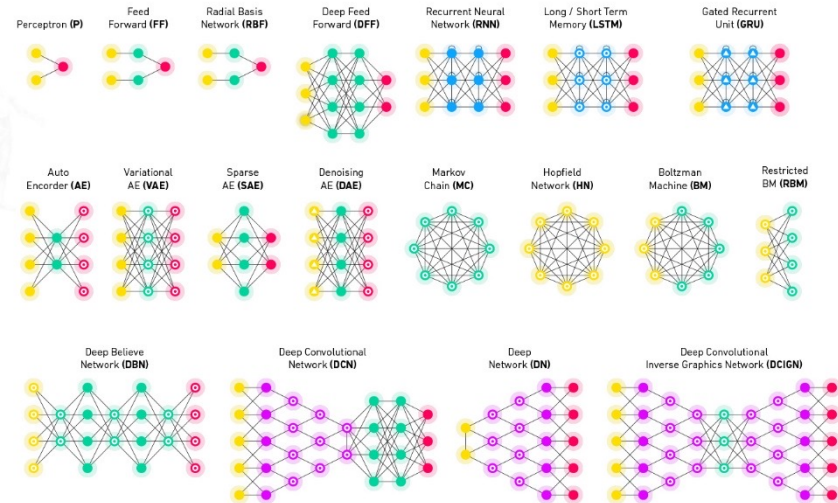 Perceptron (P)
Feed
Forward (FF)
Radial Basis
Network (RBF)
Deep Feed
Forward (DFF)
Recurrent Neural
Network (RNN)
Long / Short Term
Memory (LSTM)
Gated Recurrent
Unit (GRU)
Auto
Encorder (AE)
Variational
AE (VAE)
Sparse
AE (SAE)
Denoising
AE (DAE)
Markov
Chain (MC)
Hopfield
Network (HN)
Boltzman
Machine (BM)
Restricted
BM (RBM)
Deep Believe
Network (DBN)
Deep Convolutional
Network (DCN)
Deep
Network (DN)
Deep Convolutional
Inverse Graphics Network (DCIGN)